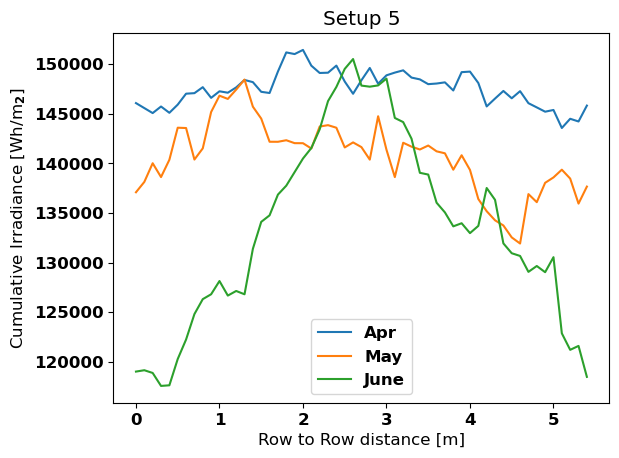 Setup 5
Cumulative Irradiance [Wh/m₂]
150000
145000
140000
135000
130000
125000
120000
Apr
May
June
0 1 2 3 4 5
Row to Row distance [m]